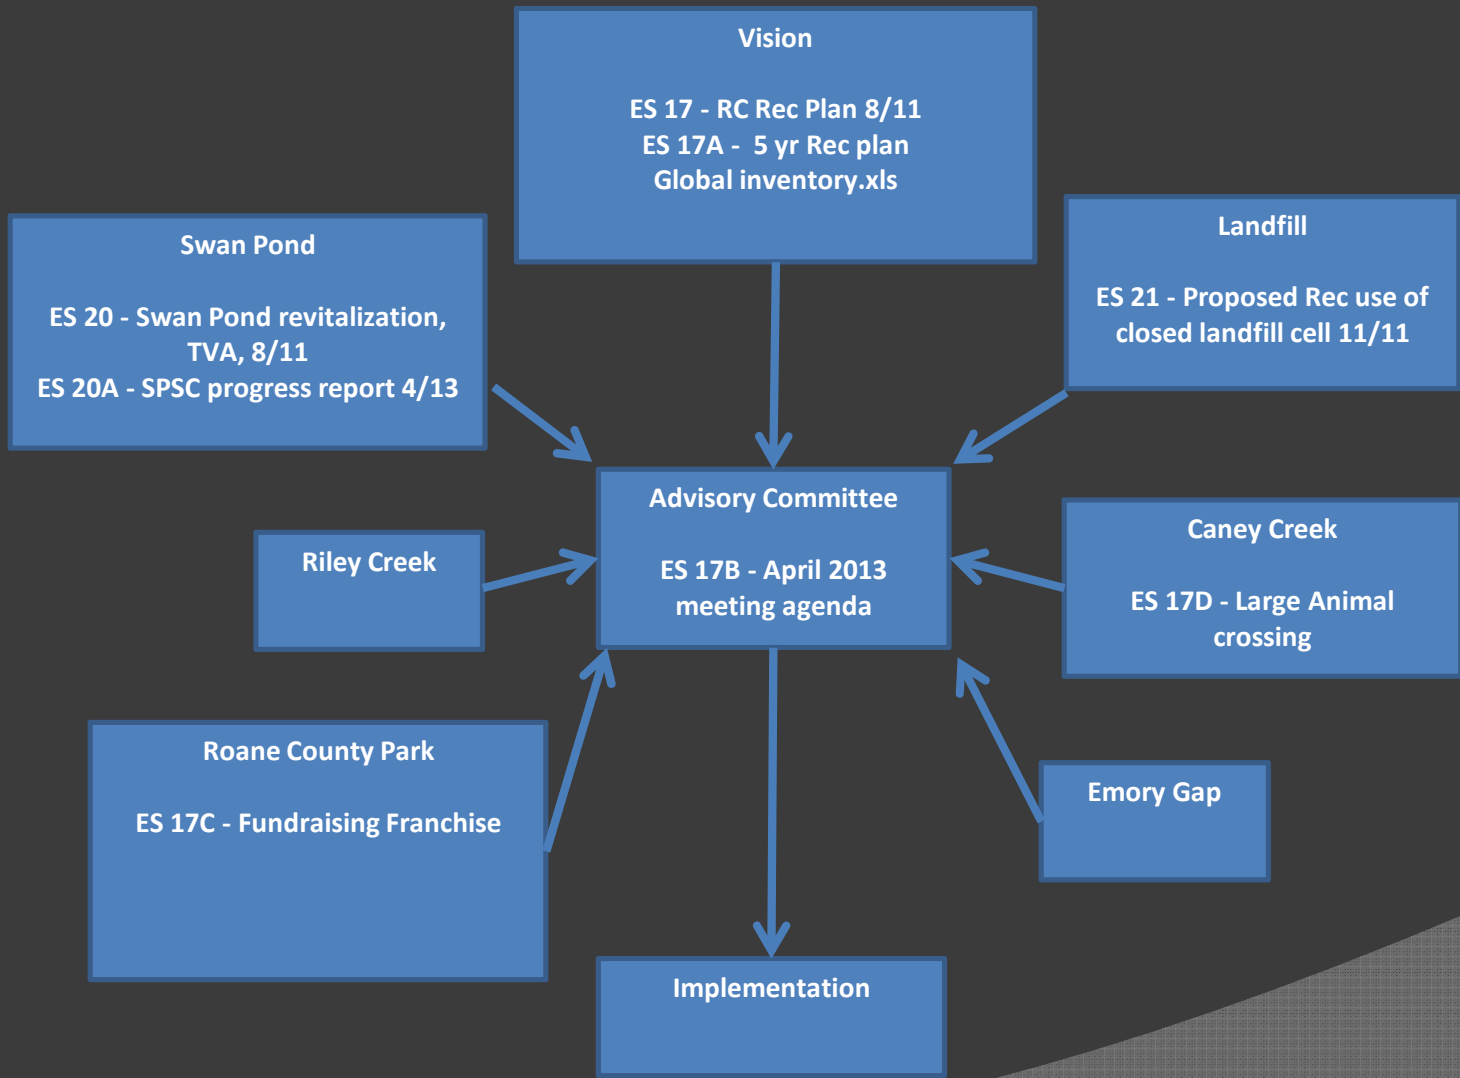 Vision
ES 17 - RC Rec Plan 8/11
ES 17A - 5 yr Rec plan
Global inventory.xls
Swan Pond
ES 20 - Swan Pond revitalization,
TVA, 8/11
ES 20A - SPSC progress report 4/13
Landfill
ES 21 - Proposed Rec use of
closed landfill cell 11/11
Advisory Committee
ES 17B - April 2013
meeting agenda
Riley Creek
Caney Creek
ES 17D - Large Animal
crossing
Roane County Park
ES 17C - Fundraising Franchise
Emory Gap
Implementation